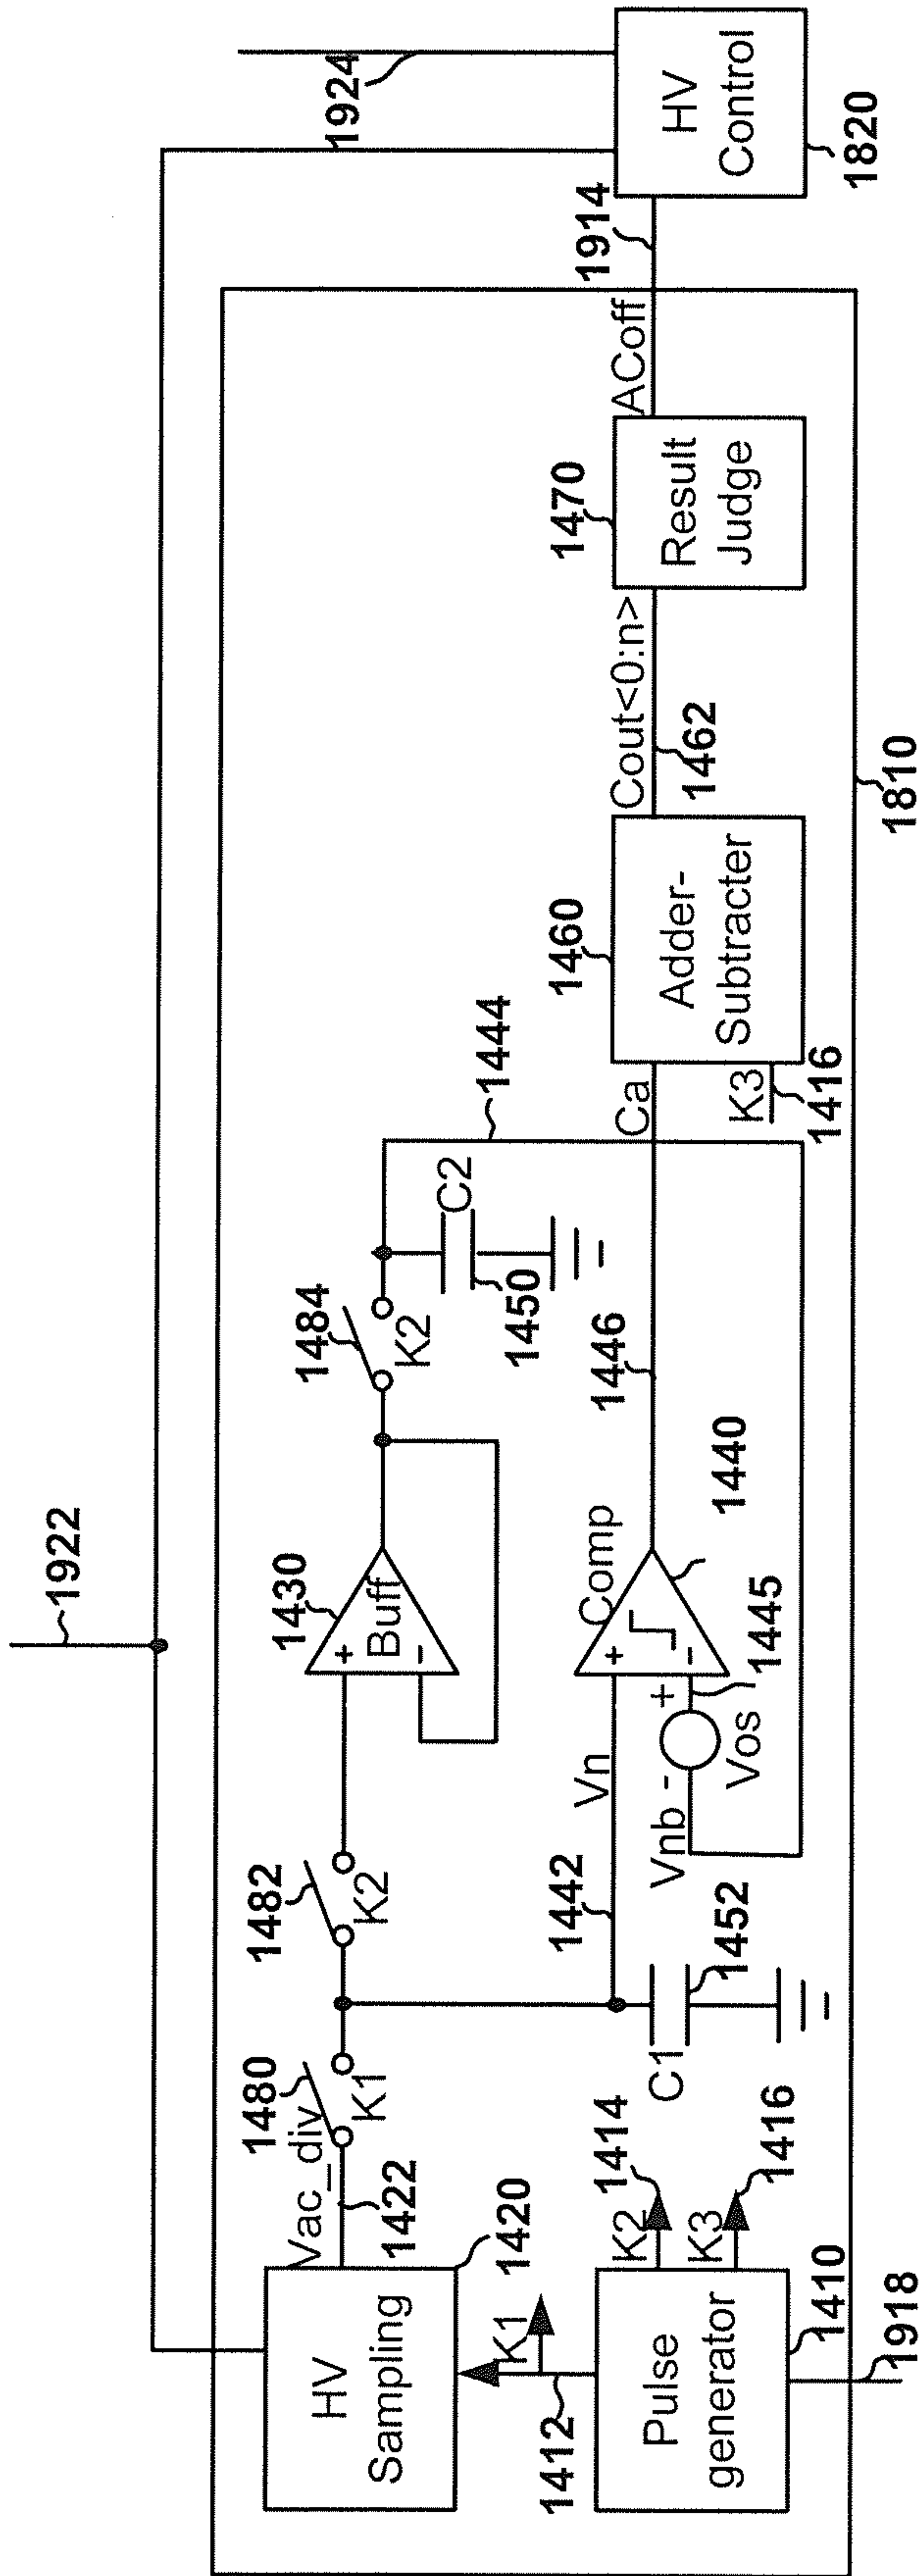 1922
1924
HV
Control
1820
1914
HV
Sampling
1420
Vac_div
1422
1480
K1
1482
K2
1430
Buff
+
-
1484
K2
C2
1450
1444
1412
K1
Pulse
generator
1410
1918
K2
1414
K3
1416
C1
1452
1442
Vn
Vnb
-
+
Vos
1445
Comp
+
-
1440
1446
Ca
K3
1416
1460
Adder-
Subtracter
Cout<0:n>
1462
1470
Result
Judge
ACoff
1810